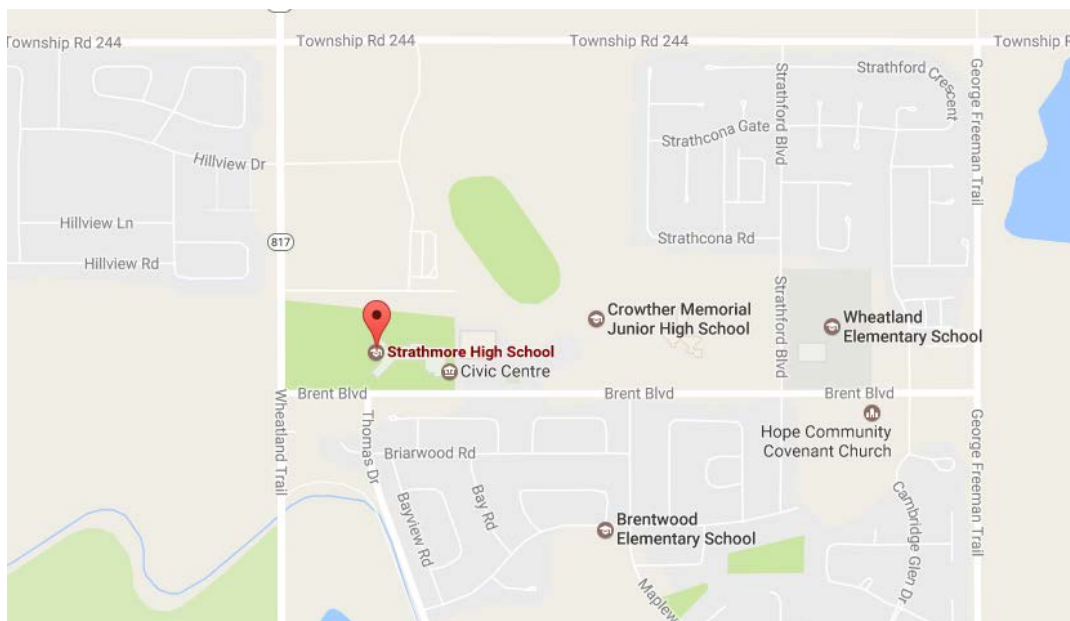 Township Rd 244
Township Rd 244
Township Rd 244
Strathford
Crescent
George Freeman Trail
Strathford Blvd
Strathcona Gate
Hillview Dr
Hillview Ln
Strathcona Rd
817
Hillview Rd
Strathford Blvd
Crowther Memorial
Junior High School
Wheatland
Elementary School
Strathmore High School
Civic Centre
Brent Blvd
Brent Blvd
Brent Blvd
Wheatland Trail
Thomas Dr
Hope Community
Covenant Church
George Freeman Trail
Briarwood Rd
Bayview Rd
Bay Rd
Cambridge Glen Dr
Brentwood
Elementary School